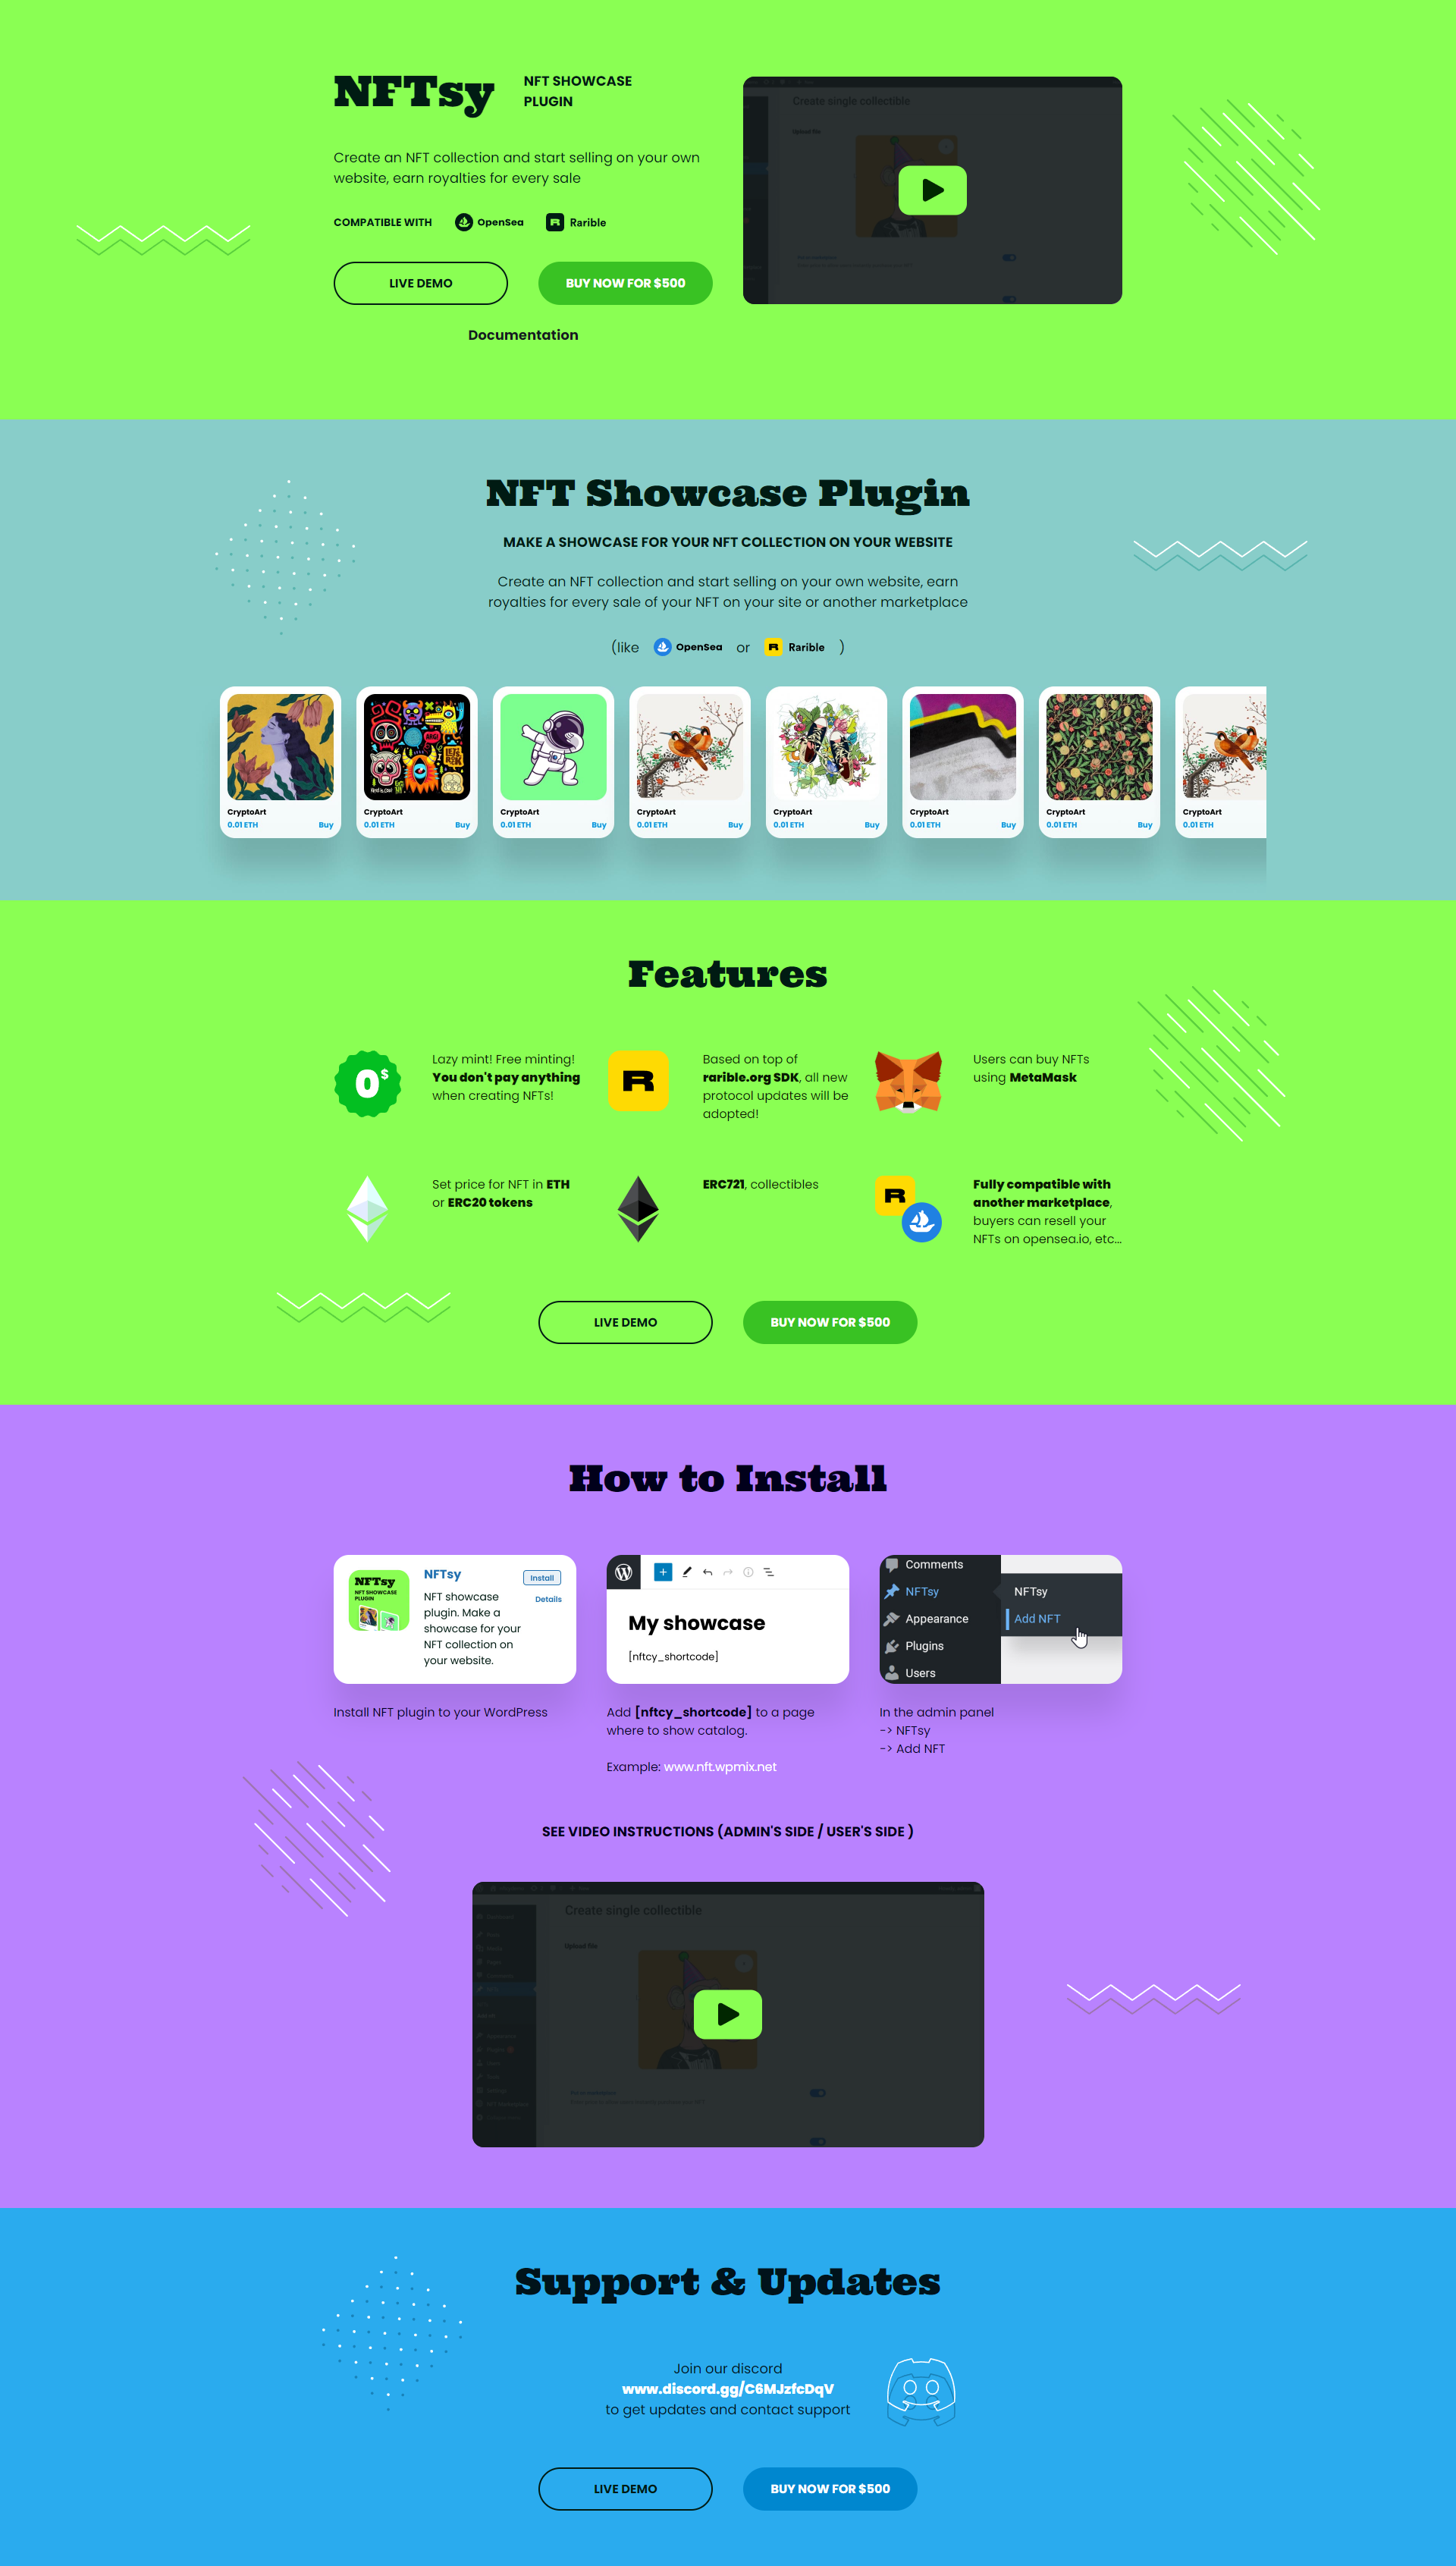 NFTsy
NFT SHOWCASE
PLUGIN
Create an NFT collection and start selling on your own
website, earn royalties for every sale
COMPATIBLE WITH OpenSea Rarible
LIVE DEMO
BUY NOW FOR $500
Documentation
Create single collectible
Upload file
NFT Showcase Plugin
MAKE A SHOWCASE FOR YOUR NFT COLLECTION ON YOUR WEBSITE
Create an NFT collection and start selling on your own website, earn
royalties for every sale of your NFT on your site or another marketplace
(like OpenSea or Rarible )
CryptoArt
0.01 ETH Buy
CryptoArt
0.01 ETH Buy
CryptoArt
0.01 ETH Buy
CryptoArt
0.01 ETH Buy
CryptoArt
0.01 ETH Buy
CryptoArt
0.01 ETH Buy
CryptoArt
0.01 ETH Buy
CryptoArt
0.01 ETH
Features
0$
Lazy mint! Free minting!
You don't pay anything
when creating NFTs!
R
Based on top of
rarible.org SDK, all new
protocol updates will be
adopted!
Users can buy NFTs
using MetaMask
Set price for NFT in ETH
or ERC20 tokens
ERC721, collectibles
R
Fully compatible with
another marketplace,
buyers can resell your
NFTs on opensea.io, etc...
LIVE DEMO
BUY NOW FOR $500
How to Install
NFTsy
NFT SHOWCASE
PLUGIN
NFTsy
Install
Details
NFT showcase
plugin. Make a
showcase for your
NFT collection on
your website.
Install NFT plugin to your WordPress
My showcase
[nftcy_shortcode]
Add [nftcy_shortcode] to a page
where to show catalog.
Example: www.nft.wpmix.net
Comments
NFTsy
Appearance
Plugins
Users
NFTsy
Add NFT
In the admin panel
-> NFTsy
-> Add NFT
SEE VIDEO INSTRUCTIONS (ADMIN'S SIDE / USER'S SIDE )
Create single collectible
Upload file
Support & Updates
Join our discord
www.discord.gg/C6MJzfcDqV
to get updates and contact support
LIVE DEMO
BUY NOW FOR $500